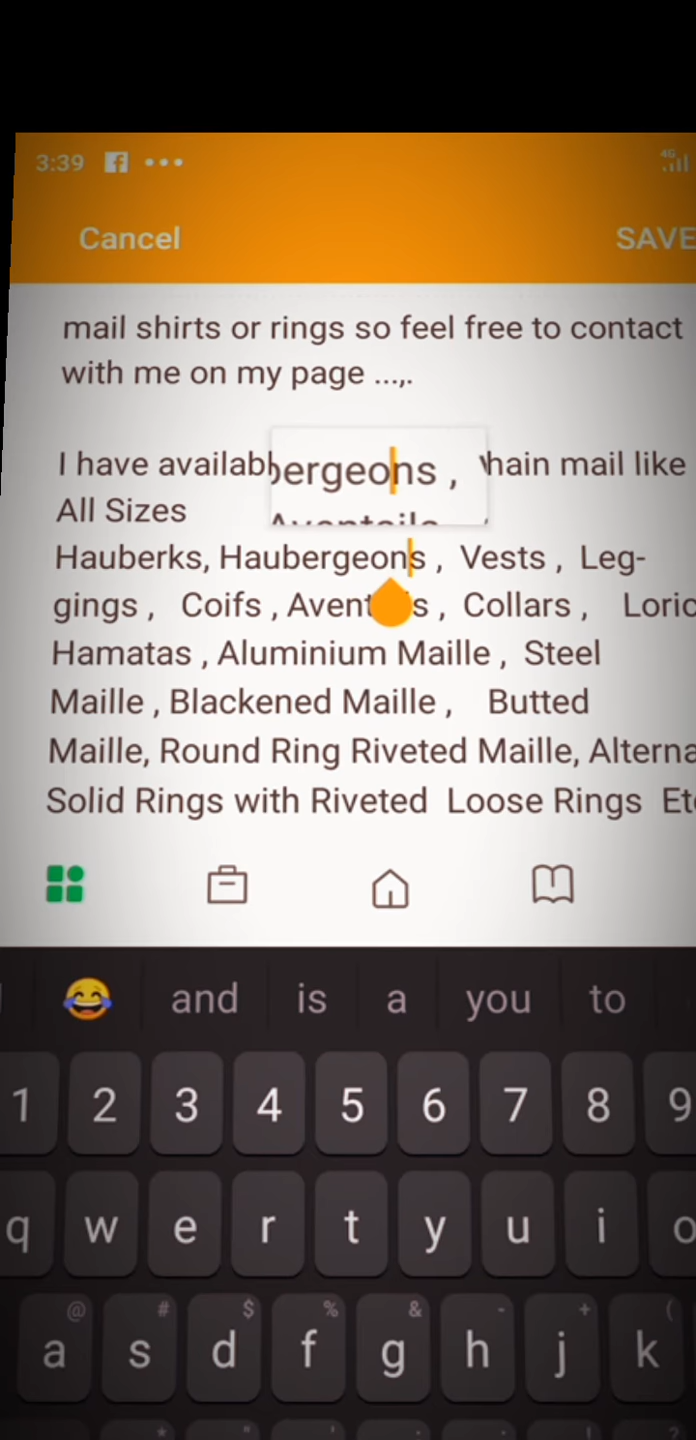 3:39
4G
Cancel
SAVE
mail shirts or rings so feel free to contact
with me on my page ...,.
I have availab hain mail like
bergeons ,
All Sizes
Hauberks, Haubergeons , Vests , Leg-
gings , Coifs , Avent s , Collars , Loric
Hamatas , Aluminium Maille , Steel
Maille , Blackened Maille , Butted
Maille, Round Ring Riveted Maille, Alterna
Solid Rings with Riveted Loose Rings Etc
and is a you to
1 2 3 4 5 6 7 8 9
q w e r t y u i o
@ # $ % & - + (
a s d f g h j k